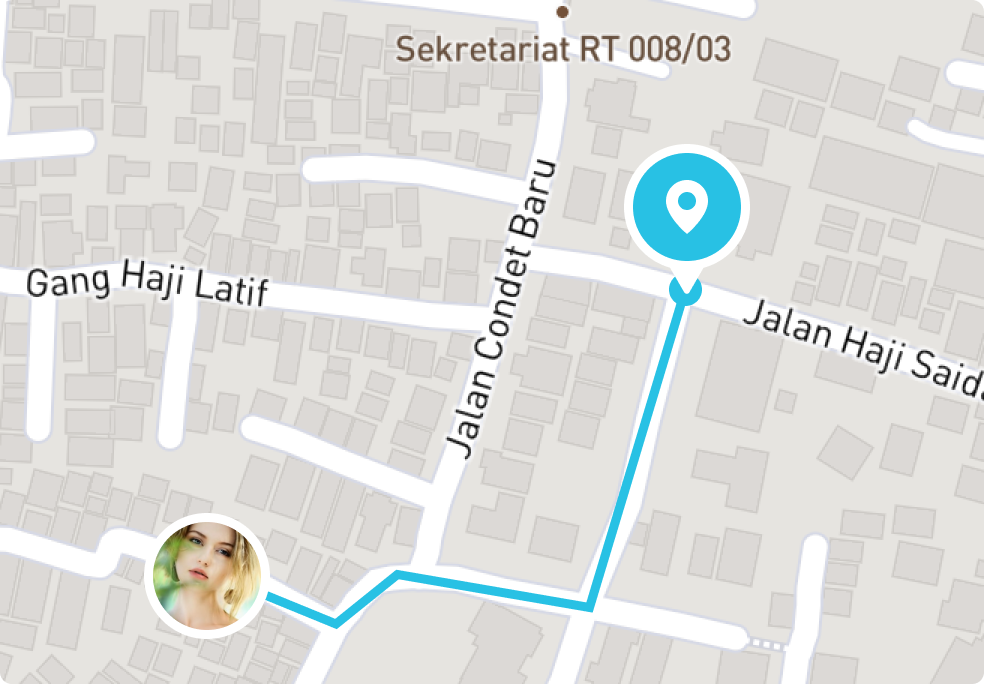 Sekretariat RT 008/03
Jalan Condet Baru
Gang Haji Latif
Jalan Haji Saida